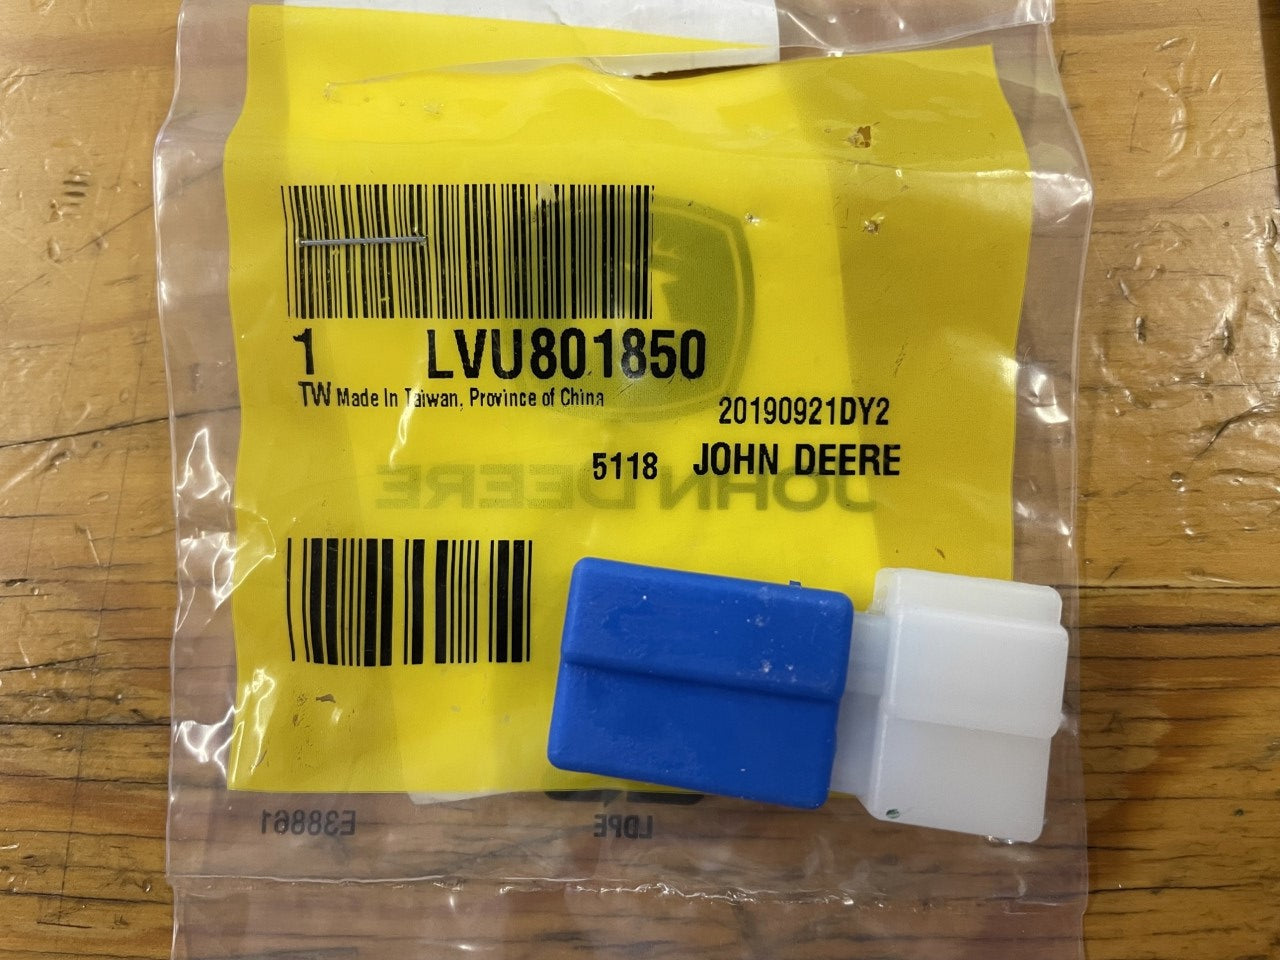 1 LVU801850
TW Made In Taiwan, Province of China
20190921DY2
5118 JOHN DEERE
JOHN DEERE
E38861
LDPE